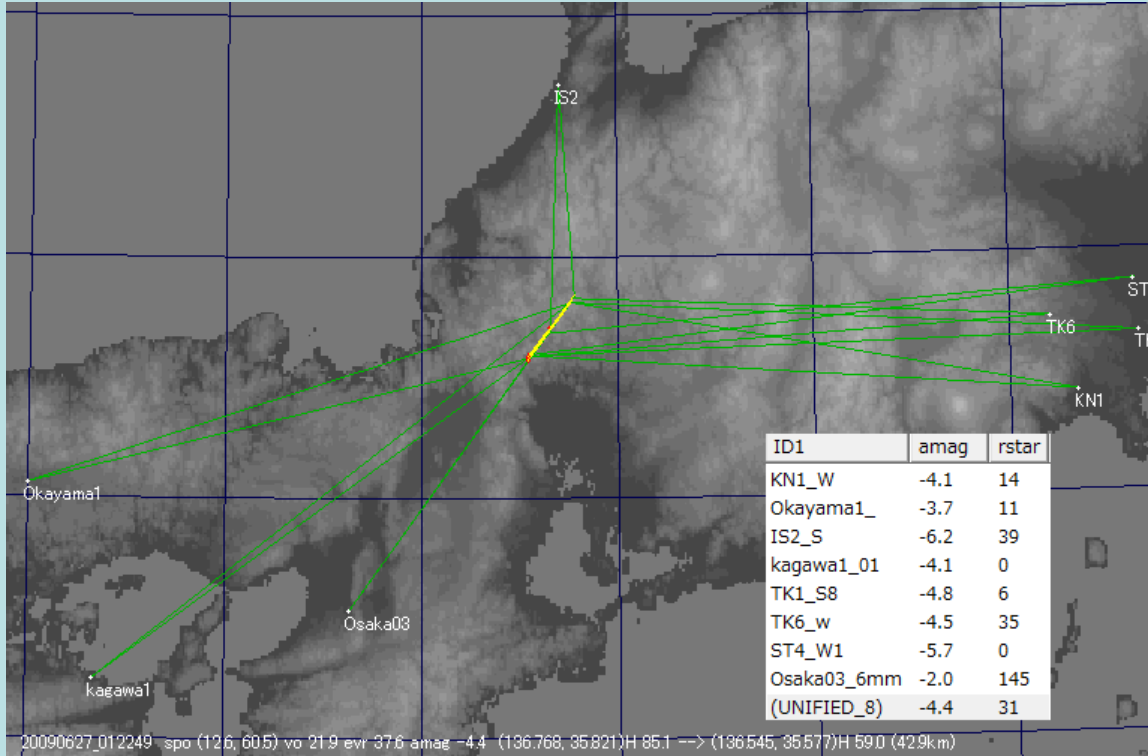 IS2
ST
TK6
T
KN1
Okayama1
Osaka03
kagawa1
ID1 amag rstar
KN1_W -4.1 14
Okayama1_ -3.7 11
IS2_S -6.2 39
kagawa1_01 -4.1 0
TK1_S8 -4.8 6
TK6_w -4.5 35
ST4_W1 -5.7 0
Osaka03_6mm -2.0 145
(UNIFIED_8) -4.4 31
20090627_012249 spo (12.6, 60.5) vo 21.9 evr 37.6 amag -4.4 (136.768, 35.821)H 85.1 --> (136.545, 35.577)H 59.0 (42.9km)